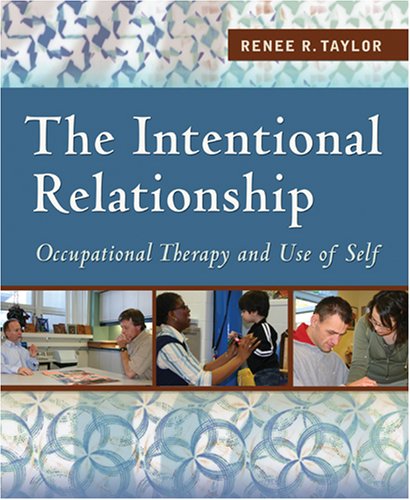 RENEE R. TAYLOR
The Intentional
Relationship
Occupational Therapy and Use of Self